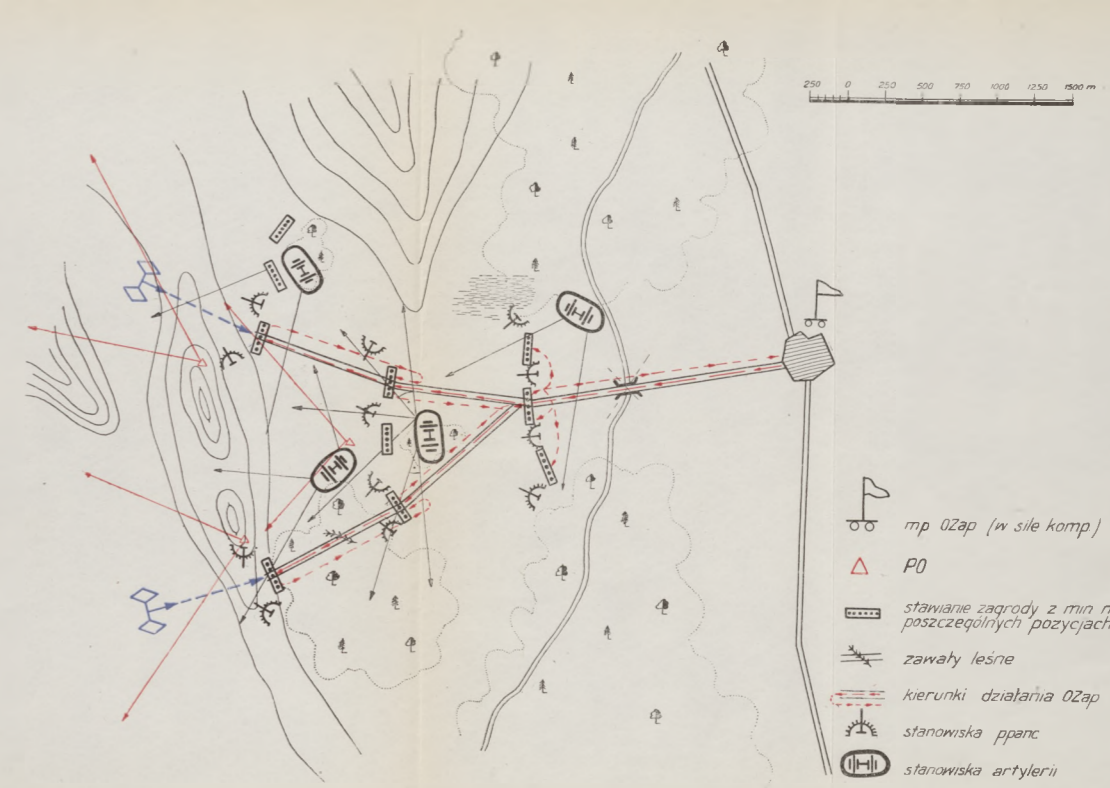 250 0 250 500 750 1000 1250 1500 m
mp OZap (w sile komp.)
PO
stawianie zagrody z min n
poszczególnych pozycjach
zawały leśne
kierunki działania OZap
stanowiska ppanc
stanowiska artylerii